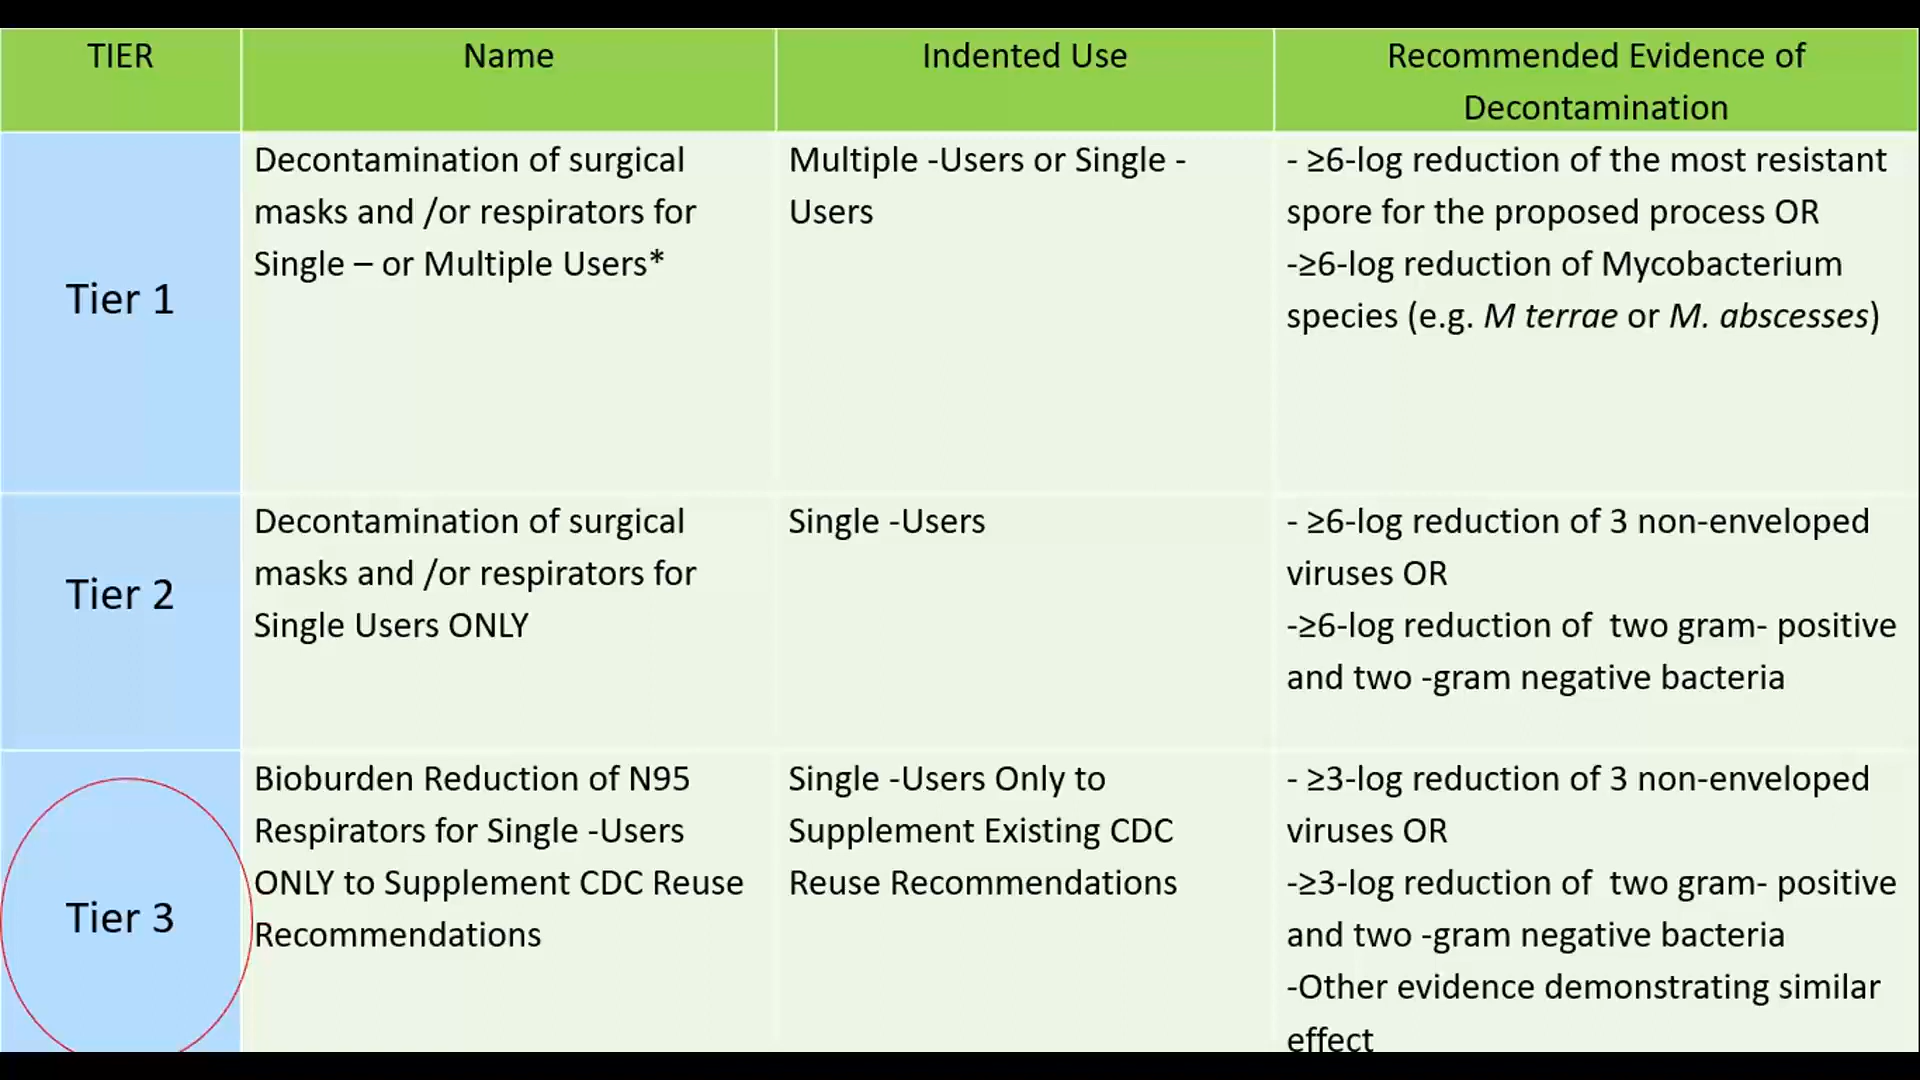 TIER
Name
Indented Use
Recommended Evidence of
Decontamination
Tier 1
Decontamination of surgical
masks and /or respirators for
Single – or Multiple Users*
Multiple -Users or Single -
Users
- ≥6-log reduction of the most resistant
spore for the proposed process OR
-≥6-log reduction of Mycobacterium
species (e.g. M terrae or M. abscesses)
Tier 2
Decontamination of surgical
masks and /or respirators for
Single Users ONLY
Single -Users
- ≥6-log reduction of 3 non-enveloped
viruses OR
-≥6-log reduction of  two gram- positive
and two -gram negative bacteria
Tier 3
Bioburden Reduction of N95
Respirators for Single -Users
ONLY to Supplement CDC Reuse
Recommendations
Single -Users Only to
Supplement Existing CDC
Reuse Recommendations
- ≥3-log reduction of 3 non-enveloped
viruses OR
-≥3-log reduction of  two gram- positive
and two -gram negative bacteria
-Other evidence demonstrating similar
effect